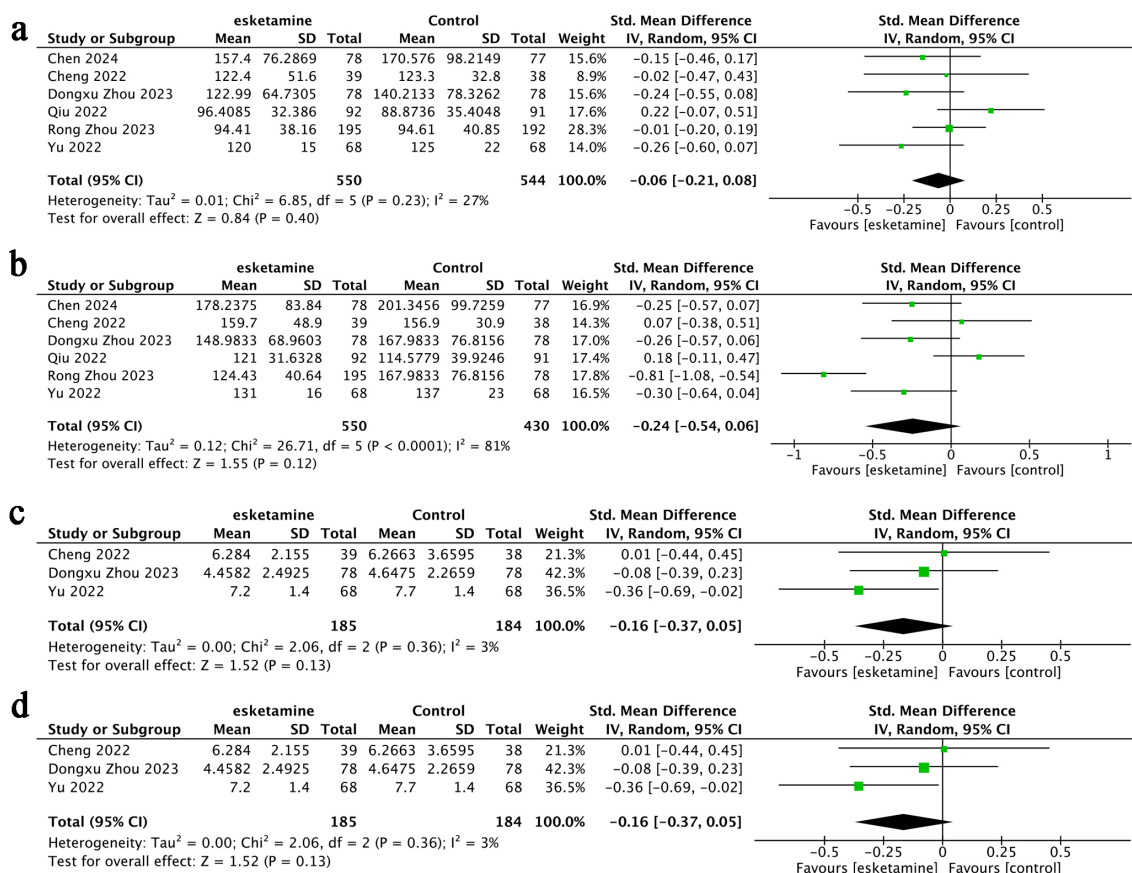 a
esketamine Control Std. Mean Difference Std. Mean Difference
Study or Subgroup Mean SD Total Mean SD Total Weight IV, Random, 95% CI IV, Random, 95% CI
Chen 2024 157.4 76.2869 78 170.576 98.2149 77 15.6% -0.15 [-0.46, 0.17]
Cheng 2022 122.4 51.6 39 123.3 32.8 38 8.9% -0.02 [-0.47, 0.43]
Dongxu Zhou 2023 122.99 64.7305 78 140.2133 78.3262 78 15.6% -0.24 [-0.55, 0.08]
Qiu 2022 96.4085 32.386 92 88.8736 35.4048 91 17.6% 0.22 [-0.07, 0.51]
Rong Zhou 2023 94.41 38.16 195 94.61 40.85 192 28.3% -0.01 [-0.20, 0.19]
Yu 2022 120 15 68 125 22 68 14.0% -0.26 [-0.60, 0.07]
Total (95% CI) 550 544 100.0% -0.06 [-0.21, 0.08]
Heterogeneity: Tau² = 0.01; Chi² = 6.85, df = 5 (P = 0.23); I² = 27%
Test for overall effect: Z = 0.84 (P = 0.40)
-0.5 -0.25 0 0.25 0.5
Favours [esketamine] Favours [control]
b
esketamine Control Std. Mean Difference Std. Mean Difference
Study or Subgroup Mean SD Total Mean SD Total Weight IV, Random, 95% CI IV, Random, 95% CI
Chen 2024 178.2375 83.84 78 201.3456 99.7259 77 16.9% -0.25 [-0.57, 0.07]
Cheng 2022 159.7 48.9 39 156.9 30.9 38 14.3% 0.07 [-0.38, 0.51]
Dongxu Zhou 2023 148.9833 68.9603 78 167.9833 76.8156 78 17.0% -0.26 [-0.57, 0.06]
Qiu 2022 121 31.6328 92 114.5779 39.9246 91 17.4% 0.18 [-0.11, 0.47]
Rong Zhou 2023 124.43 40.64 195 167.9833 76.8156 78 17.8% -0.81 [-1.08, -0.54]
Yu 2022 131 16 68 137 23 68 16.5% -0.30 [-0.64, 0.04]
Total (95% CI) 550 430 100.0% -0.24 [-0.54, 0.06]
Heterogeneity: Tau² = 0.12; Chi² = 26.71, df = 5 (P < 0.0001); I² = 81%
Test for overall effect: Z = 1.55 (P = 0.12)
-1 -0.5 0 0.5 1
Favours [esketamine] Favours [control]
c
esketamine Control Std. Mean Difference Std. Mean Difference
Study or Subgroup Mean SD Total Mean SD Total Weight IV, Random, 95% CI IV, Random, 95% CI
Cheng 2022 6.284 2.155 39 6.2663 3.6595 38 21.3% 0.01 [-0.44, 0.45]
Dongxu Zhou 2023 4.4582 2.4925 78 4.6475 2.2659 78 42.3% -0.08 [-0.39, 0.23]
Yu 2022 7.2 1.4 68 7.7 1.4 68 36.5% -0.36 [-0.69, -0.02]
Total (95% CI) 185 184 100.0% -0.16 [-0.37, 0.05]
Heterogeneity: Tau² = 0.00; Chi² = 2.06, df = 2 (P = 0.36); I² = 3%
Test for overall effect: Z = 1.52 (P = 0.13)
-0.5 -0.25 0 0.25 0.5
Favours [esketamine] Favours [control]
d
esketamine Control Std. Mean Difference Std. Mean Difference
Study or Subgroup Mean SD Total Mean SD Total Weight IV, Random, 95% CI IV, Random, 95% CI
Cheng 2022 6.284 2.155 39 6.2663 3.6595 38 21.3% 0.01 [-0.44, 0.45]
Dongxu Zhou 2023 4.4582 2.4925 78 4.6475 2.2659 78 42.3% -0.08 [-0.39, 0.23]
Yu 2022 7.2 1.4 68 7.7 1.4 68 36.5% -0.36 [-0.69, -0.02]
Total (95% CI) 185 184 100.0% -0.16 [-0.37, 0.05]
Heterogeneity: Tau² = 0.00; Chi² = 2.06, df = 2 (P = 0.36); I² = 3%
Test for overall effect: Z = 1.52 (P = 0.13)
-0.5 -0.25 0 0.25 0.5
Favours [esketamine] Favours [control]